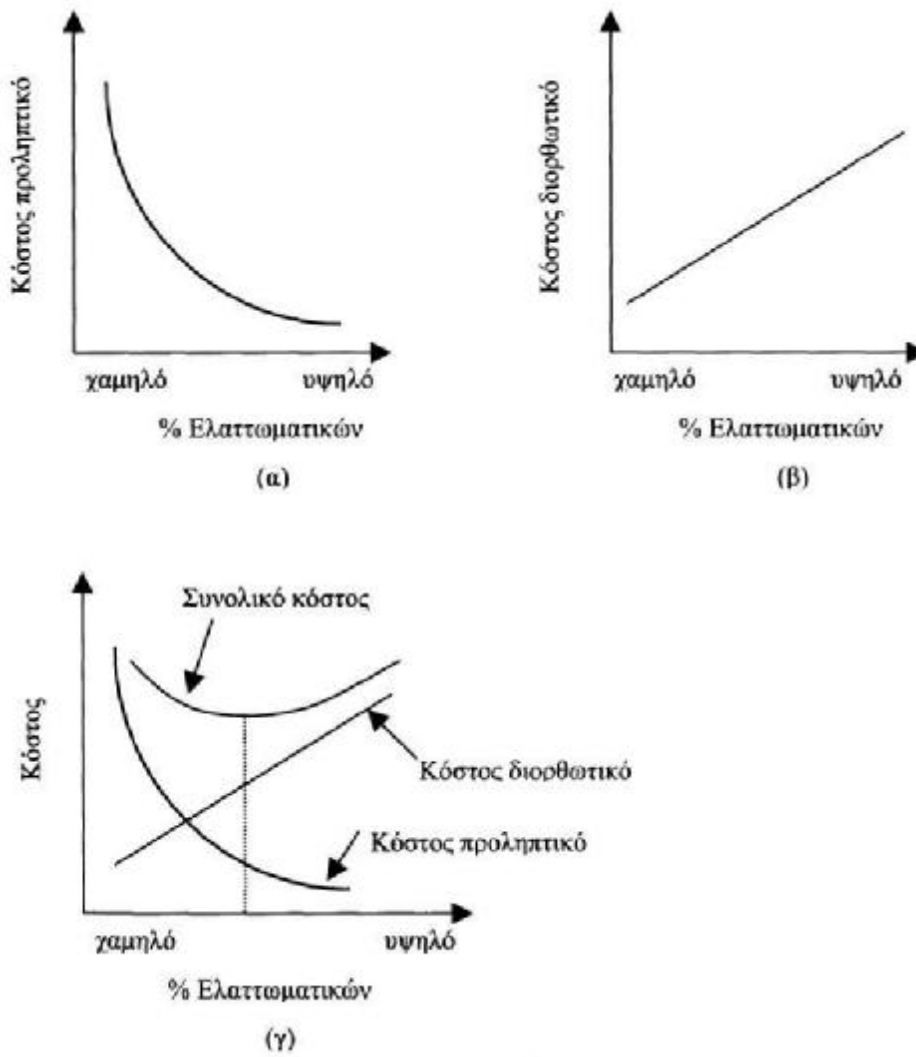 Κόστος προληπτικό
χαμηλό υψηλό
% Ελαττωματικών
(α)
Κόστος διορθωτικό
χαμηλό υψηλό
% Ελαττωματικών
(β)
Κόστος
Συνολικό κόστος
Κόστος διορθωτικό
Κόστος προληπτικό
χαμηλό υψηλό
% Ελαττωματικών
(γ)